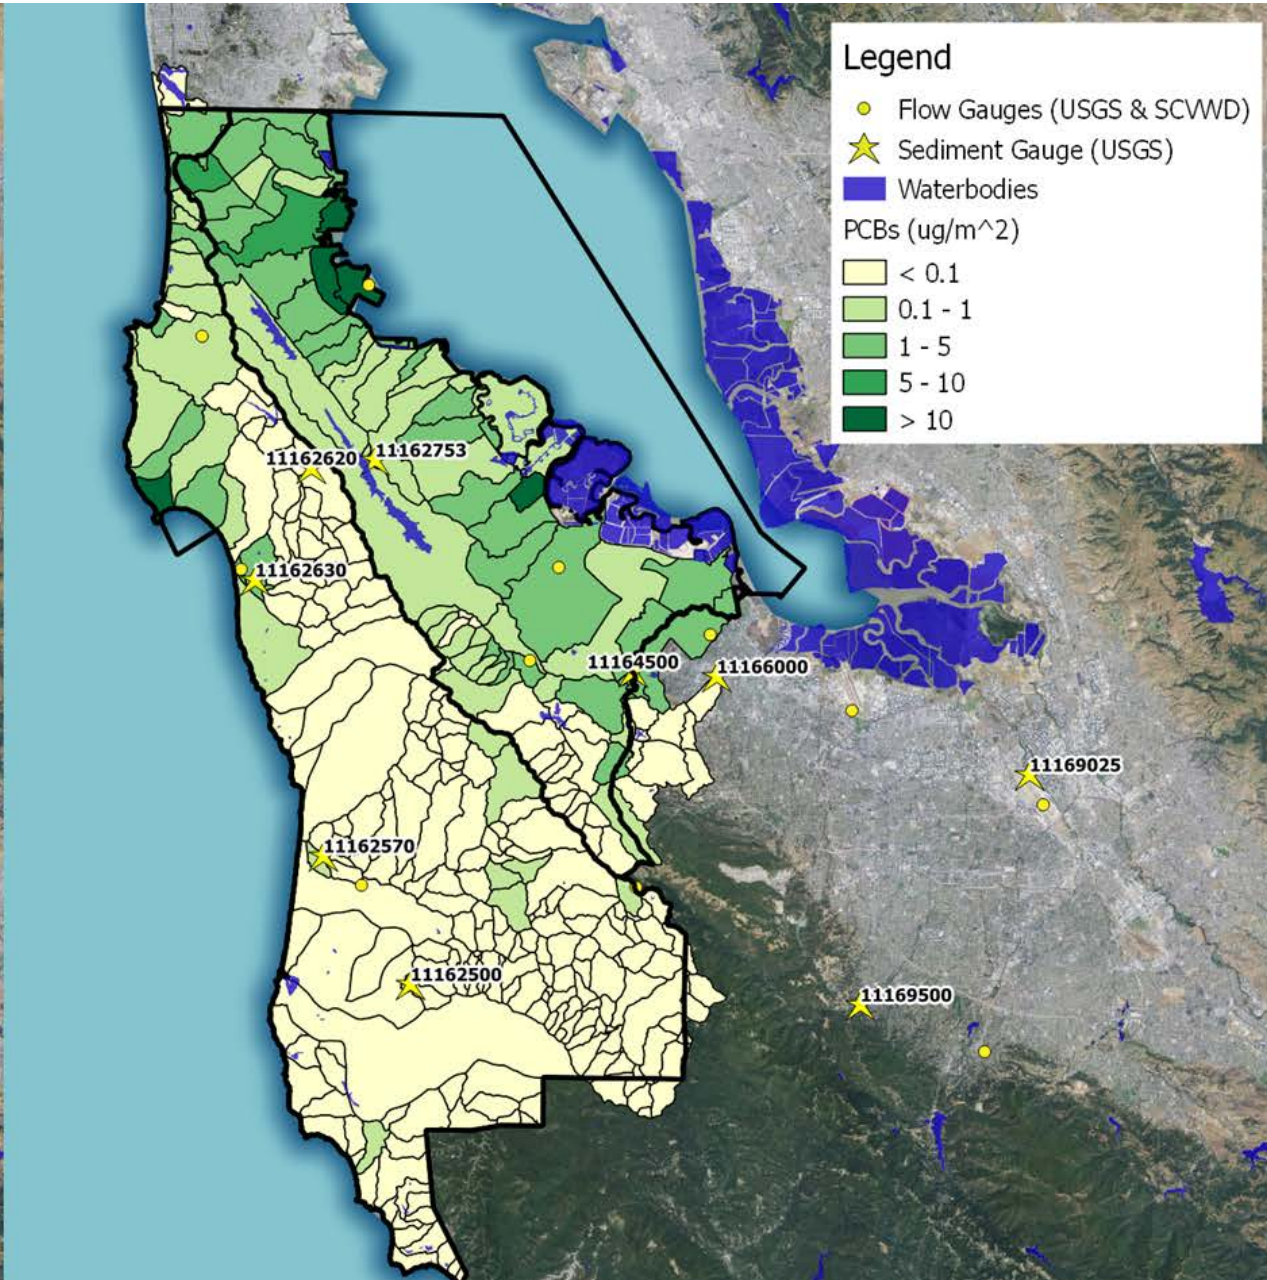 Legend
Flow Gauges (USGS & SCVWD)
Sediment Gauge (USGS)
Waterbodies
PCBs (ug/m^2)
< 0.1
0.1 - 1
1 - 5
5 - 10
> 10
11162620
11162753
11162630
11164500
11166000
11169025
11162570
11162500
11169500